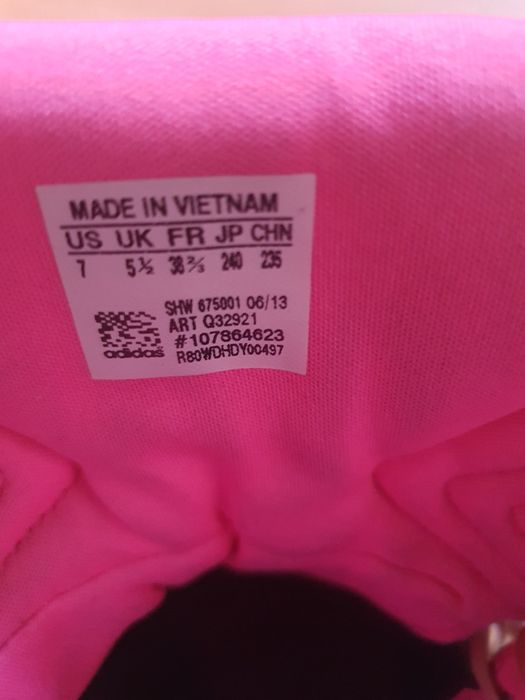 MADE IN VIETNAM
US UK FR JP CHN
7 5½ 38⅔ 240 235
SHW 675001 06/13
ART Q32921
#107864623
R80WDHDY00497
adidas